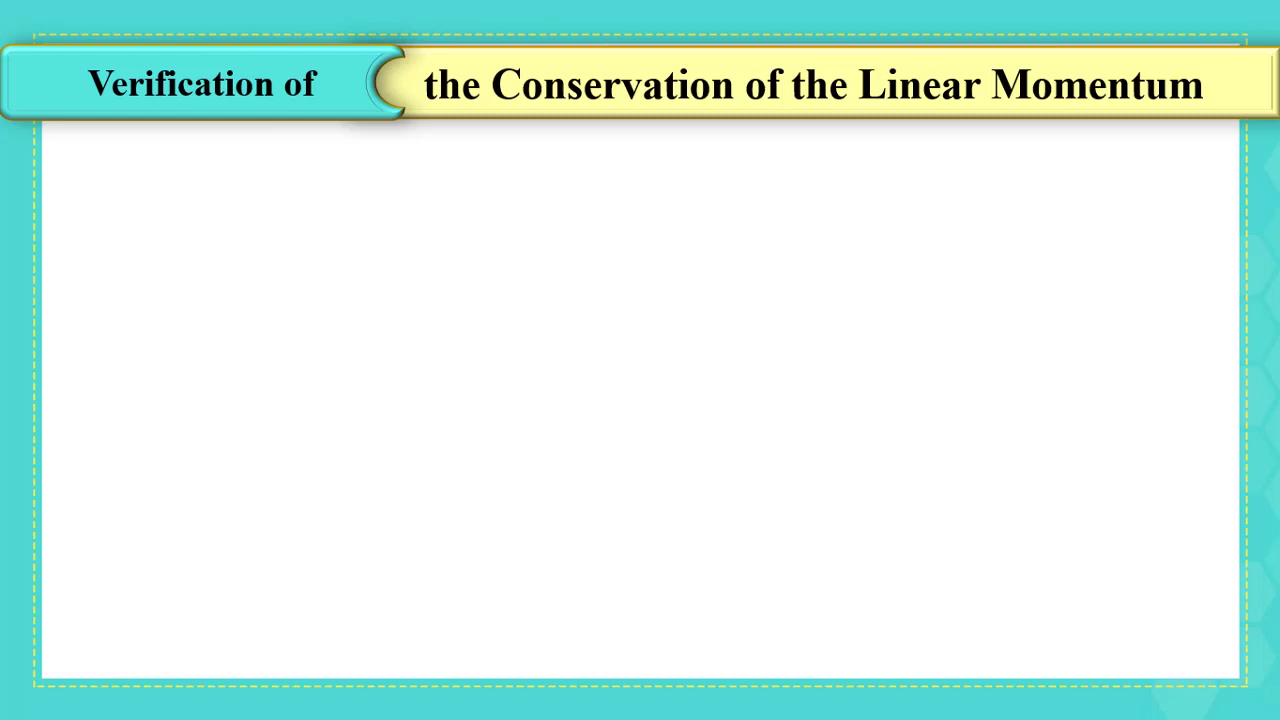 Verification of the Conservation of the Linear Momentum